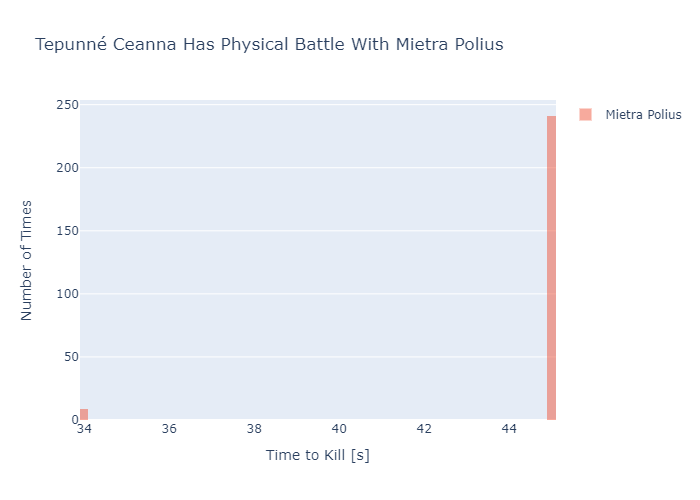 Tepunné Ceanna Has Physical Battle With Mietra Polius
250
200
150
100
50
0
Number of Times
34 36 38 40 42 44
Time to Kill [s]
Mietra Polius